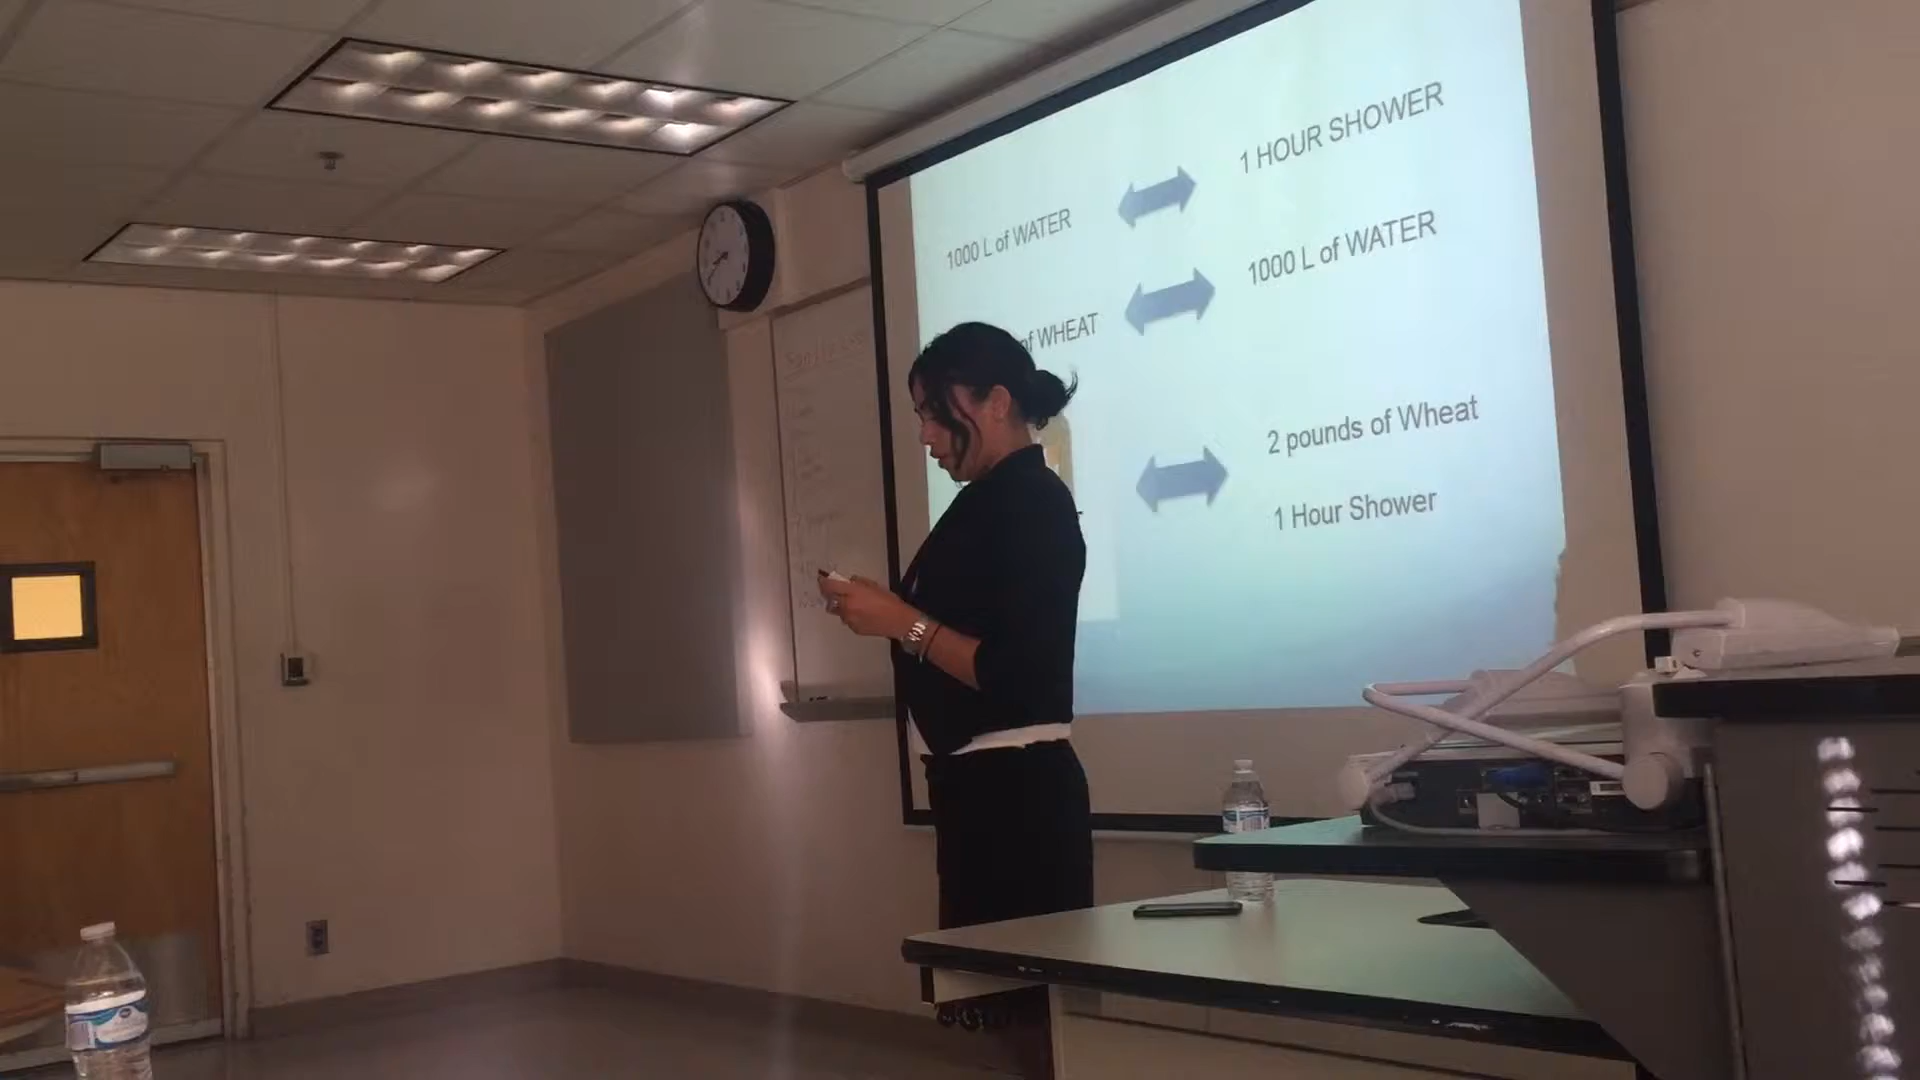 1 HOUR SHOWER
1000 L of WATER
1000 L of WATER
of WHEAT
2 pounds of Wheat
1 Hour Shower